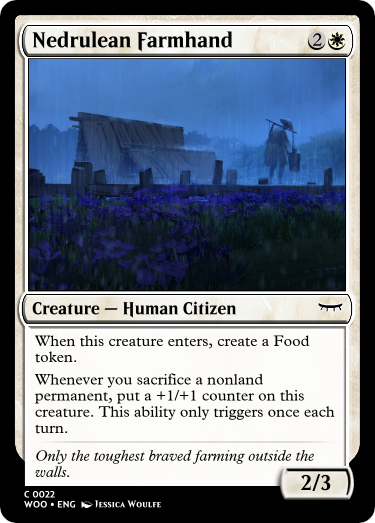 Nedrulean Farmhand 2
Creature — Human Citizen
When this creature enters, create a Food
token.
Whenever you sacrifice a nonland
permanent, put a +1/+1 counter on this
creature. This ability only triggers once each
turn.
Only the toughest braved farming outside the
walls.
2/3
C 0022
WOO • ENG Jessica Woulfe